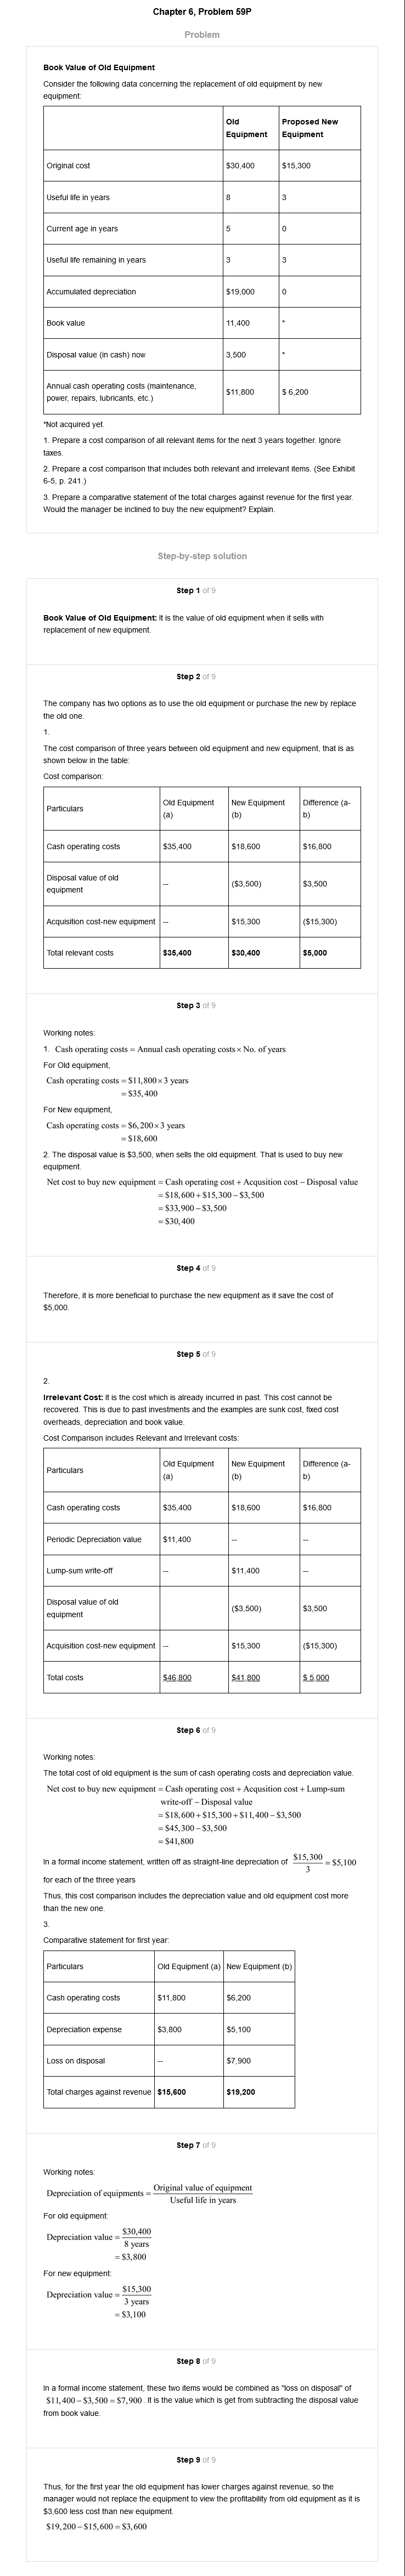 Chapter 6, Problem 59P
Problem
Book Value of Old Equipment
Consider the following data concerning the replacement of old equipment by new
equipment:
Old
Equipment
Proposed New
Equipment
Original cost
$30,400
$15,300
Useful life in years
8
3
Current age in years
5
0
Useful life remaining in years
3
3
Accumulated depreciation
$19,000
0
Book value
11,400
*
Disposal value (in cash) now
3,500
*
Annual cash operating costs (maintenance,
power, repairs, lubricants, etc.)
$11,800
$ 6,200
*Not acquired yet.
1. Prepare a cost comparison of all relevant items for the next 3 years together. Ignore
taxes.
2. Prepare a cost comparison that includes both relevant and irrelevant items. (See Exhibit
6-5, p. 241.)
3. Prepare a comparative statement of the total charges against revenue for the first year.
Would the manager be inclined to buy the new equipment? Explain.
Step-by-step solution
Step 1 of 9
Book Value of Old Equipment: It is the value of old equipment when it sells with
replacement of new equipment.
Step 2 of 9
The company has two options as to use the old equipment or purchase the new by replace
the old one.
1.
The cost comparison of three years between old equipment and new equipment, that is as
shown below in the table:
Cost comparison:
Particulars
Old Equipment
(a)
New Equipment
(b)
Difference (a-
b)
Cash operating costs
$35,400
$18,600
$16,800
Disposal value of old
equipment
--
($3,500)
$3,500
Acquisition cost-new equipment
--
$15,300
($15,300)
Total relevant costs
$35,400
$30,400
$5,000
Step 3 of 9
Working notes:
1. Cash operating costs = Annual cash operating costs × No. of years
For Old equipment,
Cash operating costs = $11,800 × 3 years
= $35,400
For New equipment,
Cash operating costs = $6,200 × 3 years
= $18,600
2. The disposal value is $3,500, when sells the old equipment. That is used to buy new
equipment.
Net cost to buy new equipment = Cash operating cost + Acqusition cost − Disposal value
= $18,600 + $15,300 − $3,500
= $33,900 − $3,500
= $30,400
Step 4 of 9
Therefore, it is more beneficial to purchase the new equipment as it save the cost of
$5,000.
Step 5 of 9
2.
Irrelevant Cost: It is the cost which is already incurred in past. This cost cannot be
recovered. This is due to past investments and the examples are sunk cost, fixed cost
overheads, depreciation and book value.
Cost Comparison includes Relevant and Irrelevant costs:
Particulars
Old Equipment
(a)
New Equipment
(b)
Difference (a-
b)
Cash operating costs
$35,400
$18,600
$16,800
Periodic Depreciation value
$11,400
--
--
Lump-sum write-off
--
$11,400
--
Disposal value of old
equipment
($3,500)
$3,500
Acquisition cost-new equipment
--
$15,300
($15,300)
Total costs
$46,800
$41,800
$ 5,000
Step 6 of 9
Working notes:
The total cost of old equipment is the sum of cash operating costs and depreciation value.
Net cost to buy new equipment = Cash operating cost + Acqusition cost + Lump-sum
write-off − Disposal value
= $18,600 + $15,300 + $11,400 − $3,500
= $45,300 − $3,500
= $41,800
In a formal income statement, written off as straight-line depreciation of $15,300 / 3 = $5,100
for each of the three years
Thus, this cost comparison includes the depreciation value and old equipment cost more
than the new one.
3.
Comparative statement for first year:
Particulars
Old Equipment (a)
New Equipment (b)
Cash operating costs
$11,800
$6,200
Depreciation expense
$3,800
$5,100
Loss on disposal
--
$7,900
Total charges against revenue
$15,600
$19,200
Step 7 of 9
Working notes:
Depreciation of equipments = Original value of equipment / Useful life in years
For old equipment:
Depreciation value = $30,400 / 8 years
= $3,800
For new equipment:
Depreciation value = $15,300 / 3 years
= $3,100
Step 8 of 9
In a formal income statement, these two items would be combined as "loss on disposal" of
$11,400 − $3,500 = $7,900. It is the value which is get from subtracting the disposal value
from book value.
Step 9 of 9
Thus, for the first year the old equipment has lower charges against revenue, so the
manager would not replace the equipment to view the profitability from old equipment as it is
$3,600 less cost than new equipment.
$19,200 − $15,600 = $3,600